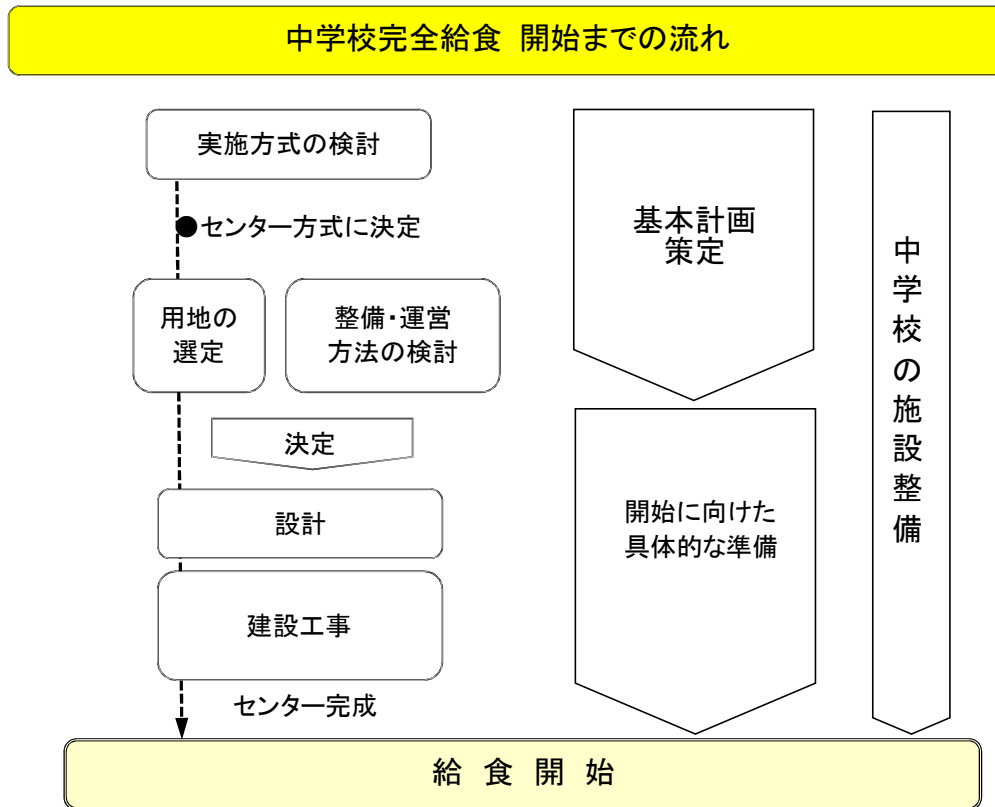 中学校完全給食 開始までの流れ
実施方式の検討
●センター方式に決定
用地の
選定
整備・運営
方法の検討
決定
設計
建設工事
センター完成
基本計画
策定
開始に向けた
具体的な準備
中学校の施設整備
給 食 開 始